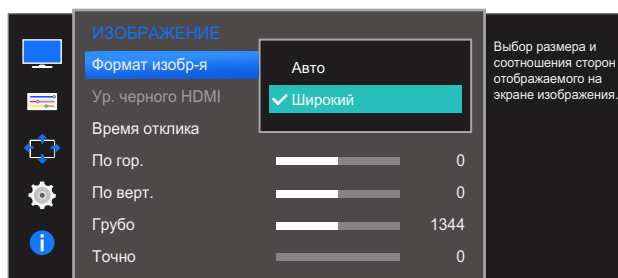 ИЗОБРАЖЕНИЕ
Формат изобр-я
Авто
Ур. черного HDMI
Широкий
Время отклика
По гор. 0
По верт. 0
Грубо 1344
Точно 0
Выбор размера и
соотношения сторон
отображаемого на
экране изображения.